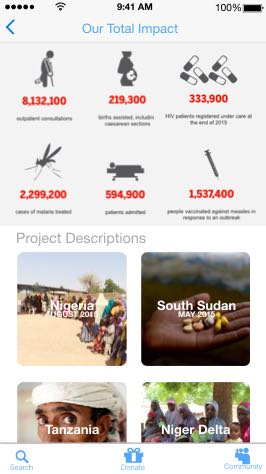 9:41 AM 100%
Our Total Impact
8,132,100 219,300 333,900
outpatient consultations births assisted, includin HIV patients registered under care at
caesarean sections the end of 2015
2,299,200 594,900 1,537,400
cases of malaria treated patients admitted people vaccinated against measles in
response to an outbreak
Project Descriptions
Nigeria South Sudan
AUGUST 2015 MAY 2015
Tanzania Niger Delta
Search Donate Community